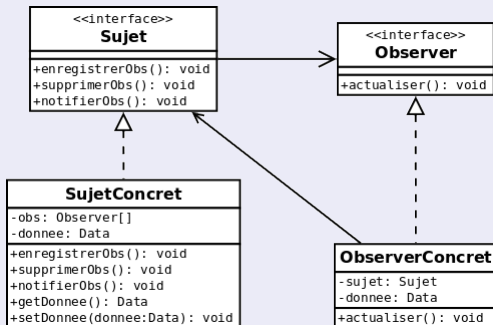 <<interface>>
Sujet
+enregistrerObs(): void
+supprimerObs(): void
+notifierObs(): void
<<interface>>
Observer
+actualiser(): void
SujetConcret
-obs: Observer[]
-donnee: Data
+enregistrerObs(): void
+supprimerObs(): void
+notifierObs(): void
+getDonnee(): Data
+setDonnee(donnee:Data): void
ObserverConcret
-sujet: Sujet
-donnee: Data
+actualiser(): void